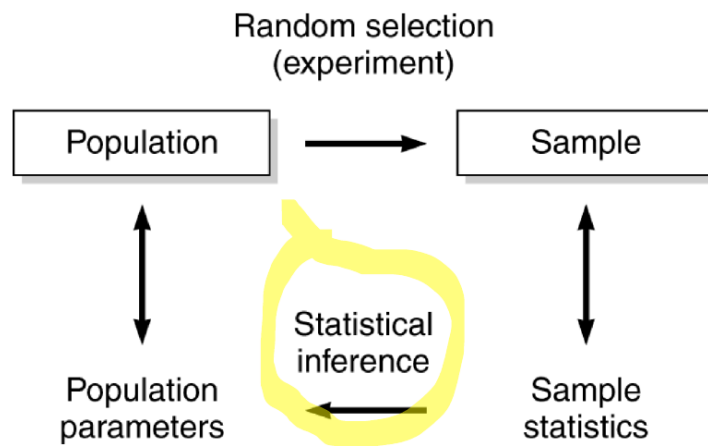 Random selection
(experiment)
Population
Sample
Statistical
inference
Population
parameters
Sample
statistics